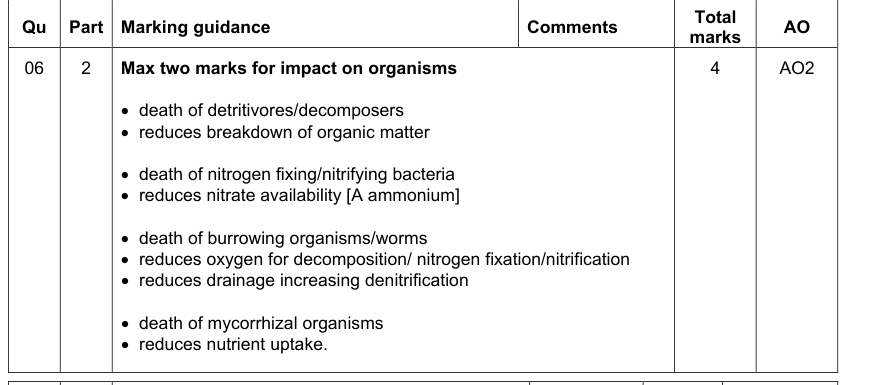 Qu Part Marking guidance Comments Total marks AO
06 2 Max two marks for impact on organisms 4 AO2
• death of detritivores/decomposers
• reduces breakdown of organic matter
• death of nitrogen fixing/nitrifying bacteria
• reduces nitrate availability [A ammonium]
• death of burrowing organisms/worms
• reduces oxygen for decomposition/ nitrogen fixation/nitrification
• reduces drainage increasing denitrification
• death of mycorrhizal organisms
• reduces nutrient uptake.